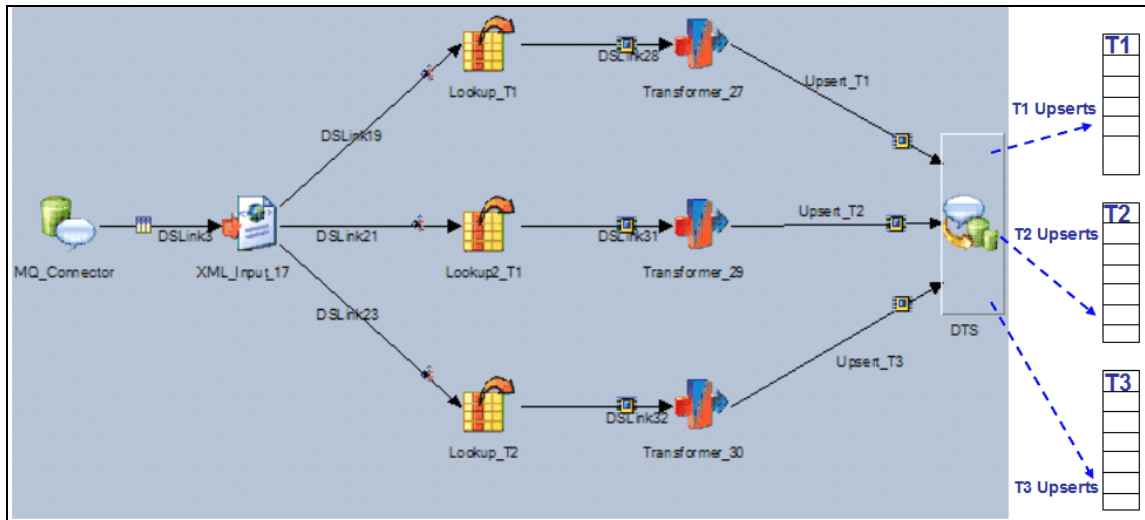 T1
DSLink28
Lookup_T1
Transformer_27
Upsert_T1
T1 Upserts
DSLink19
T2
Upsert_T2
T2 Upserts
DSLink3
DSLink21
DSLink31
MQ_Connector
XML_Input_17
Lookup2_T1
Transformer_29
DSLink23
DTS
Upsert_T3
T3
DSLink32
Lookup_T2
Transformer_30
T3 Upserts